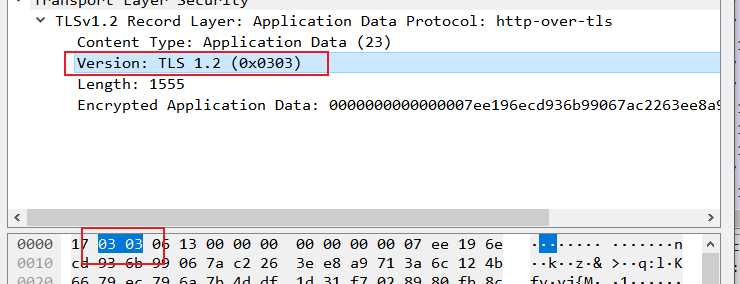 Transport Layer Security
TLSv1.2 Record Layer: Application Data Protocol: http-over-tls
Content Type: Application Data (23)
Version: TLS 1.2 (0x0303)
Length: 1555
Encrypted Application Data: 0000000000000007ee196ecd936b99067ac2263ee8a9
0000 17 03 03 06 13 00 00 00 00 00 00 00 07 ee 19 6e ········ ·······n
0010 cd 93 6b 99 06 7a c2 26 3e e8 a9 71 3a 6c 12 4b ··k··z·& >··q:l·K
0020 66 79 ec 79 6a 7b 4d df 1d 31 f7 02 89 80 fb 8c fy·yj{M· ·1······